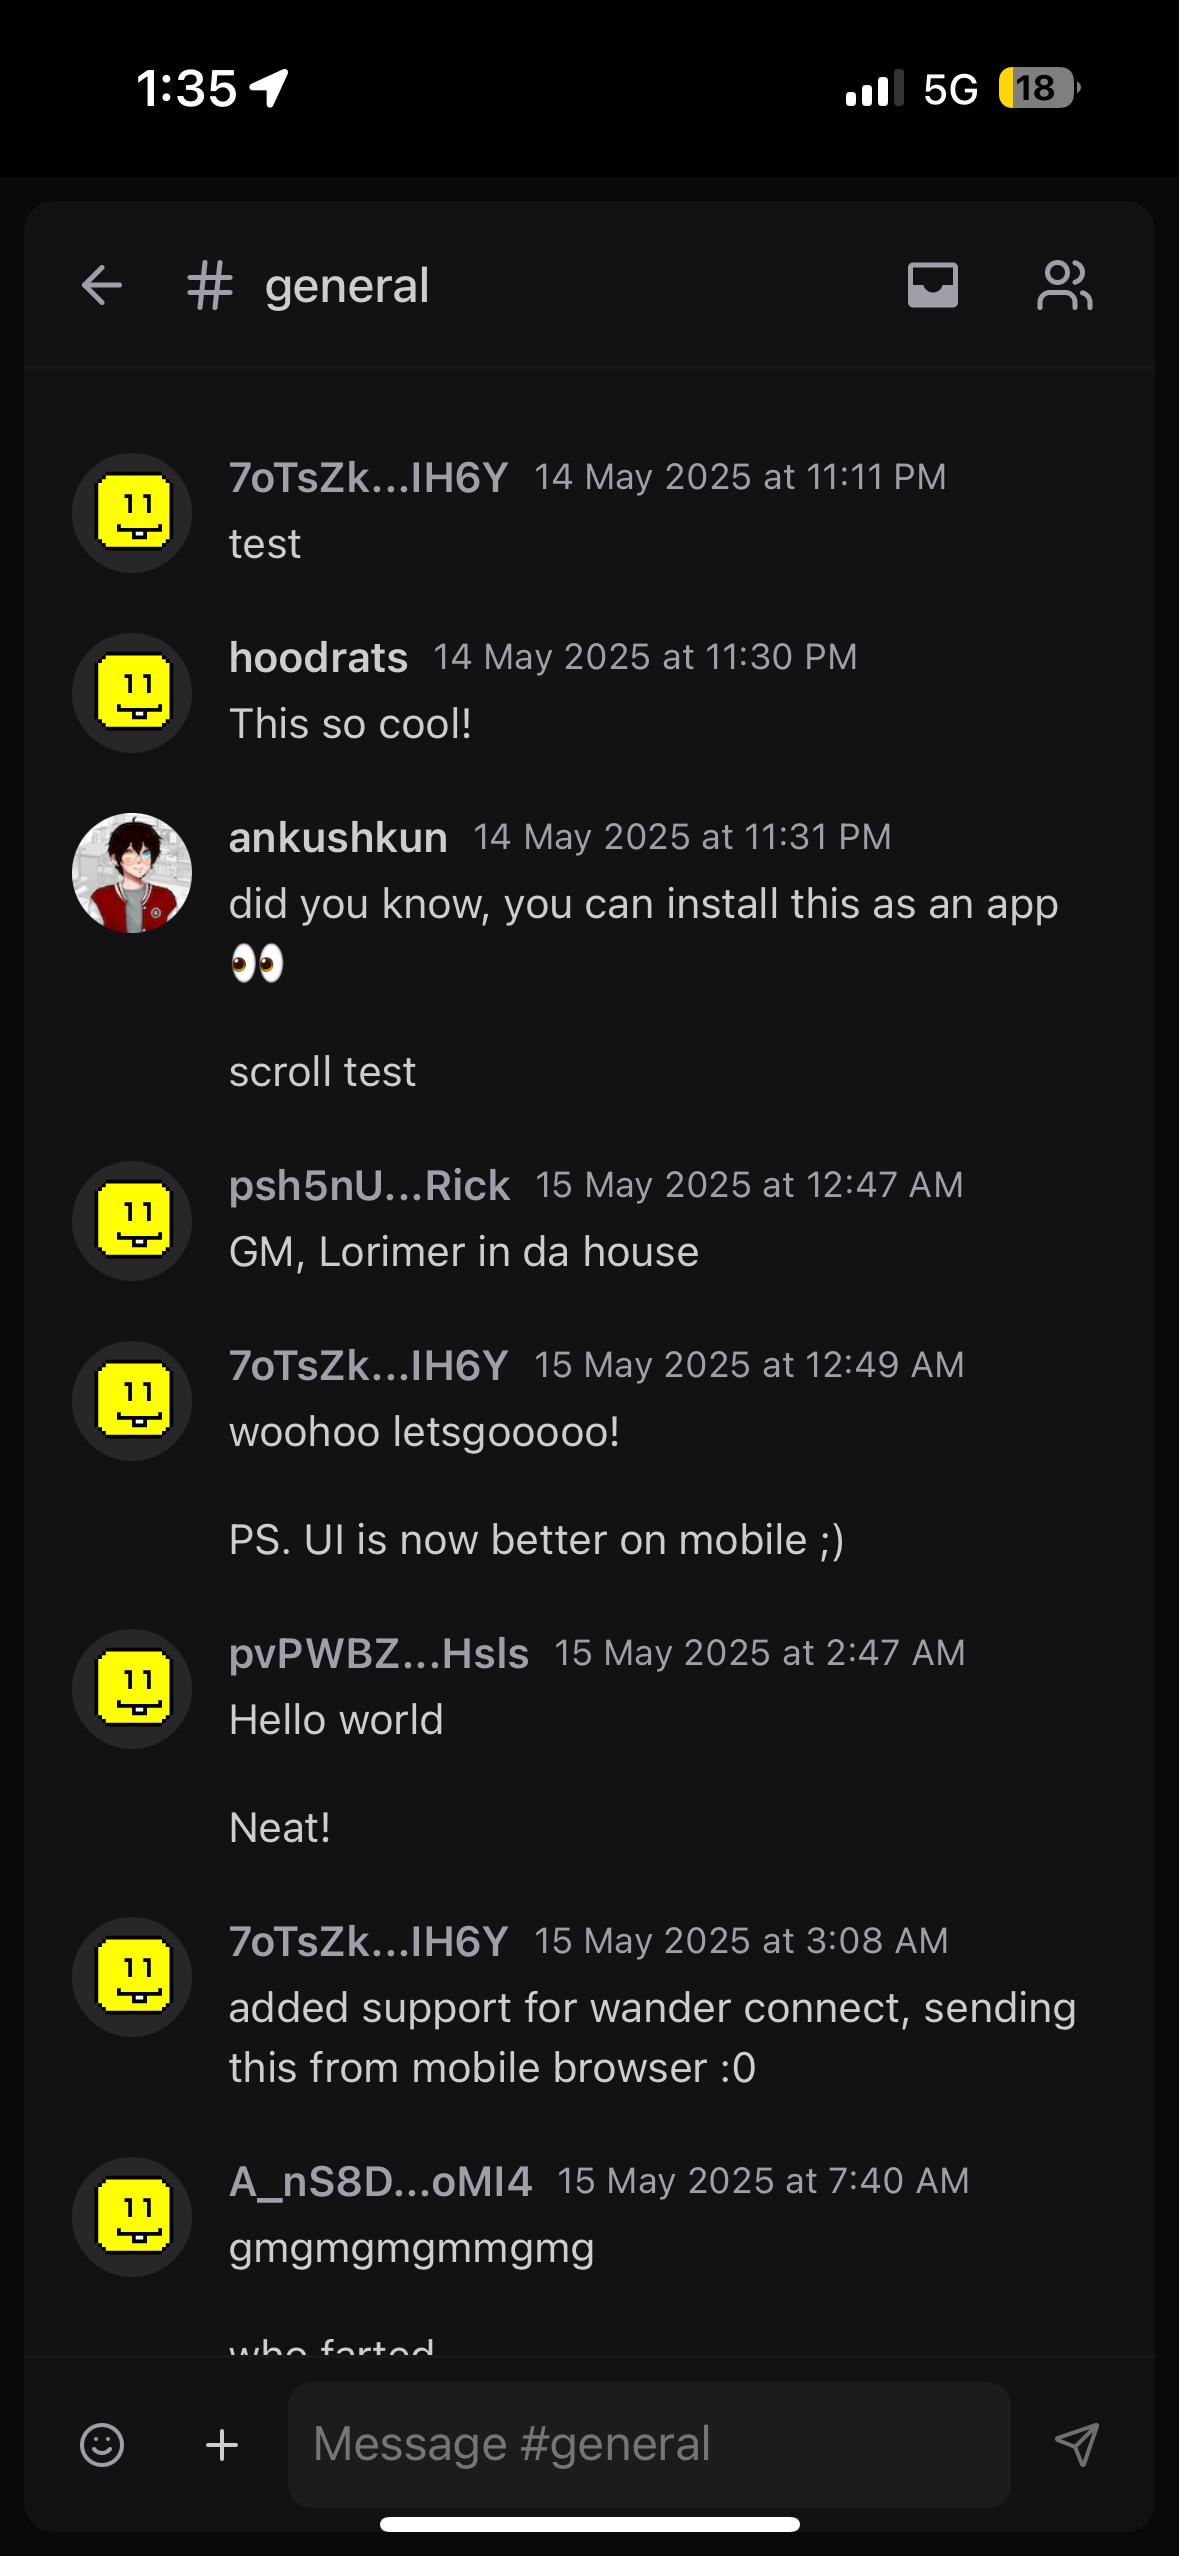 1:35
5G
18
# general
7oTsZk...IH6Y 14 May 2025 at 11:11 PM
test
hoodrats 14 May 2025 at 11:30 PM
This so cool!
ankushkun 14 May 2025 at 11:31 PM
did you know, you can install this as an app
👀
scroll test
psh5nU...Rick 15 May 2025 at 12:47 AM
GM, Lorimer in da house
7oTsZk...IH6Y 15 May 2025 at 12:49 AM
woohoo letsgooooo!
PS. UI is now better on mobile ;)
pvPWBZ...Hsls 15 May 2025 at 2:47 AM
Hello world
Neat!
7oTsZk...IH6Y 15 May 2025 at 3:08 AM
added support for wander connect, sending
this from mobile browser :0
A_nS8D...oMI4 15 May 2025 at 7:40 AM
gmgmgmgmmgmg
who farted
Message #general